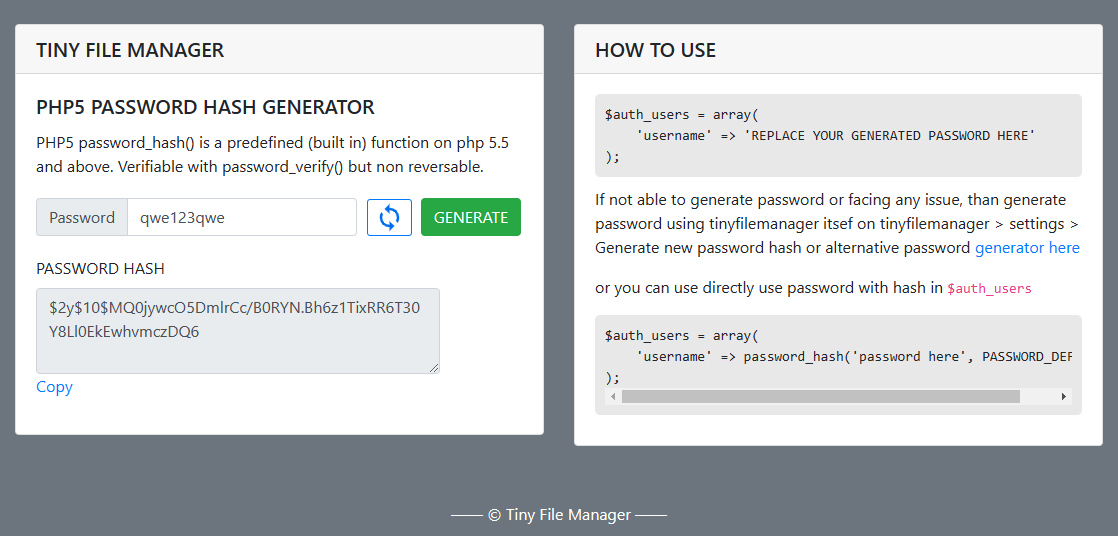 TINY FILE MANAGER
PHP5 PASSWORD HASH GENERATOR
PHP5 password_hash() is a predefined (built in) function on php 5.5
and above. Verifiable with password_verify() but non reversable.
Password qwe123qwe GENERATE
PASSWORD HASH
$2y$10$MQ0jywcO5DmlrCc/B0RYN.Bh6z1TixRR6T30
Y8Ll0EkEwhvmczDQ6
Copy
HOW TO USE
$auth_users = array(
    'username' => 'REPLACE YOUR GENERATED PASSWORD HERE'
);
If not able to generate password or facing any issue, than generate
password using tinyfilemanager itsef on tinyfilemanager > settings >
Generate new password hash or alternative password generator here
or you can use directly use password with hash in $auth_users
$auth_users = array(
    'username' => password_hash('password here', PASSWORD_DEF
);
—— © Tiny File Manager ——